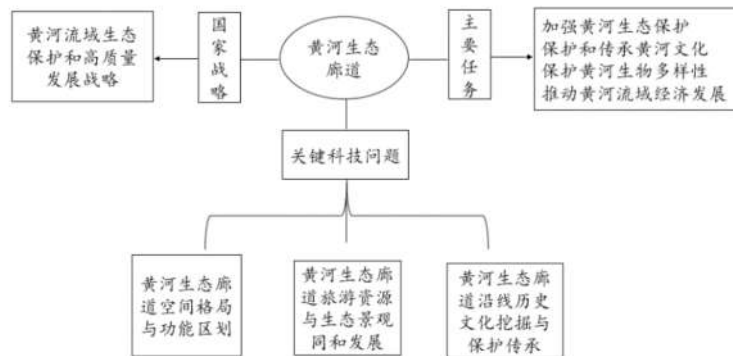 黄河流域生态
保护和高质量
发展战略
国家战略
黄河生态
廊道
主要任务
加强黄河生态保护
保护和传承黄河文化
保护黄河生物多样性
推动黄河流域经济发展
关键科技问题
黄河生态廊
道空间格局
与功能区划
黄河生态廊
道旅游资源
与生态景观
同和发展
黄河生态廊
道沿线历史
文化挖掘与
保护传承